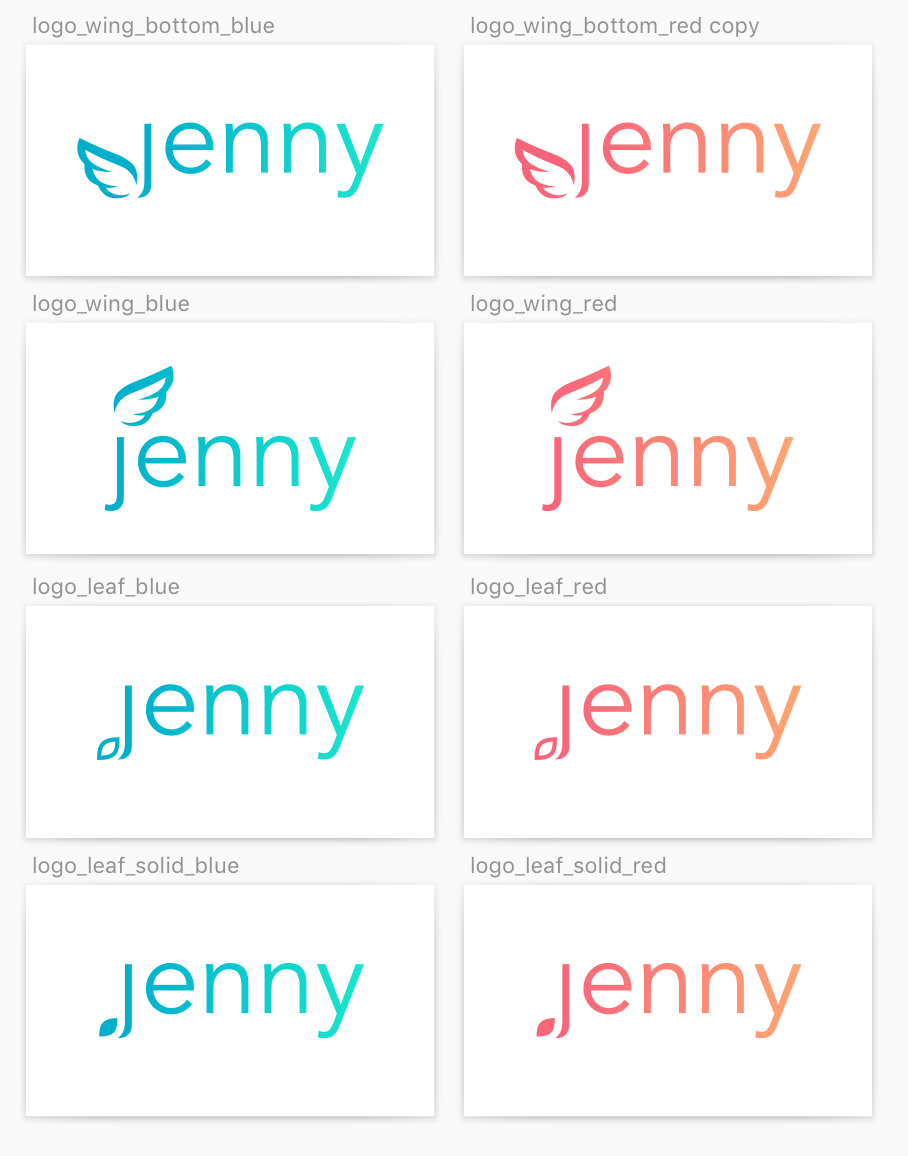 logo_wing_bottom_blue
logo_wing_bottom_red copy
jenny
jenny
logo_wing_blue
logo_wing_red
jenny
jenny
logo_leaf_blue
logo_leaf_red
jenny
jenny
logo_leaf_solid_blue
logo_leaf_solid_red
jenny
jenny